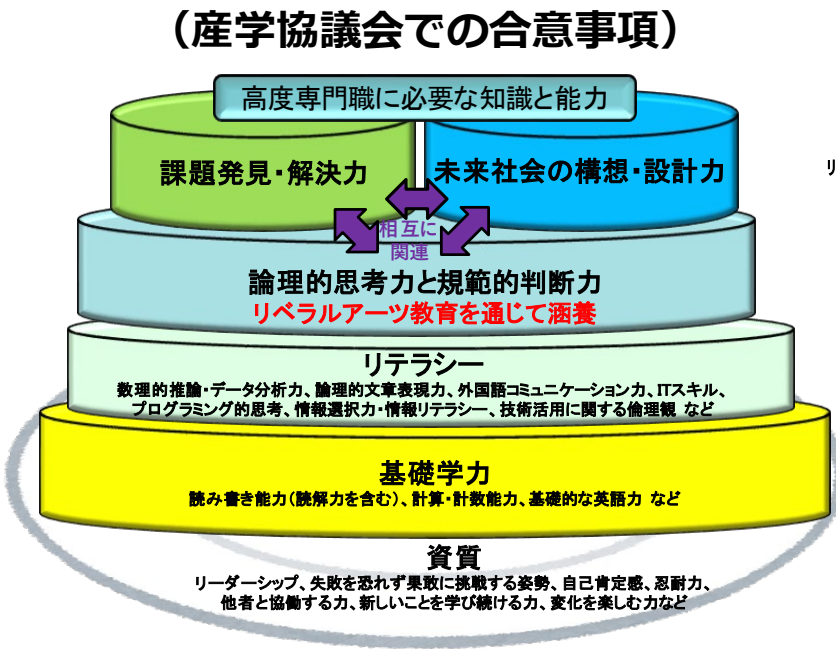 （産学協議会での合意事項）
高度専門職に必要な知識と能力
課題発見・解決力
未来社会の構想・設計力
リ
相互に
関連
論理的思考力と規範的判断力
リベラルアーツ教育を通じて涵養
リテラシー
数理的推論・データ分析力、論理的文章表現力、外国語コミュニケーション力、ITスキル、
プログラミング的思考、情報選択力・情報リテラシー、技術活用に関する倫理観 など
基礎学力
読み書き能力（読解力を含む）、計算・計数能力、基礎的な英語力 など
資質
リーダーシップ、失敗を恐れず果敢に挑戦する姿勢、自己肯定感、忍耐力、
他者と協働する力、新しいことを学び続ける力、変化を楽しむ力など